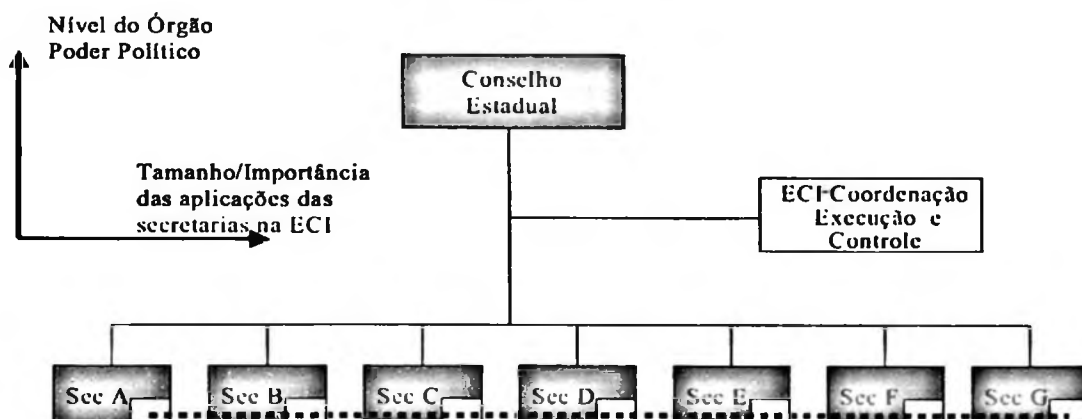 Nível do Órgão
Poder Político
Conselho
Estadual
Tamanho/Importância
das aplicações das
secretarias na ECI
ECI-Coordenação
Execução e
Controle
Sec A
Sec B
Sec C
Sec D
Sec E
Sec F
Sec G